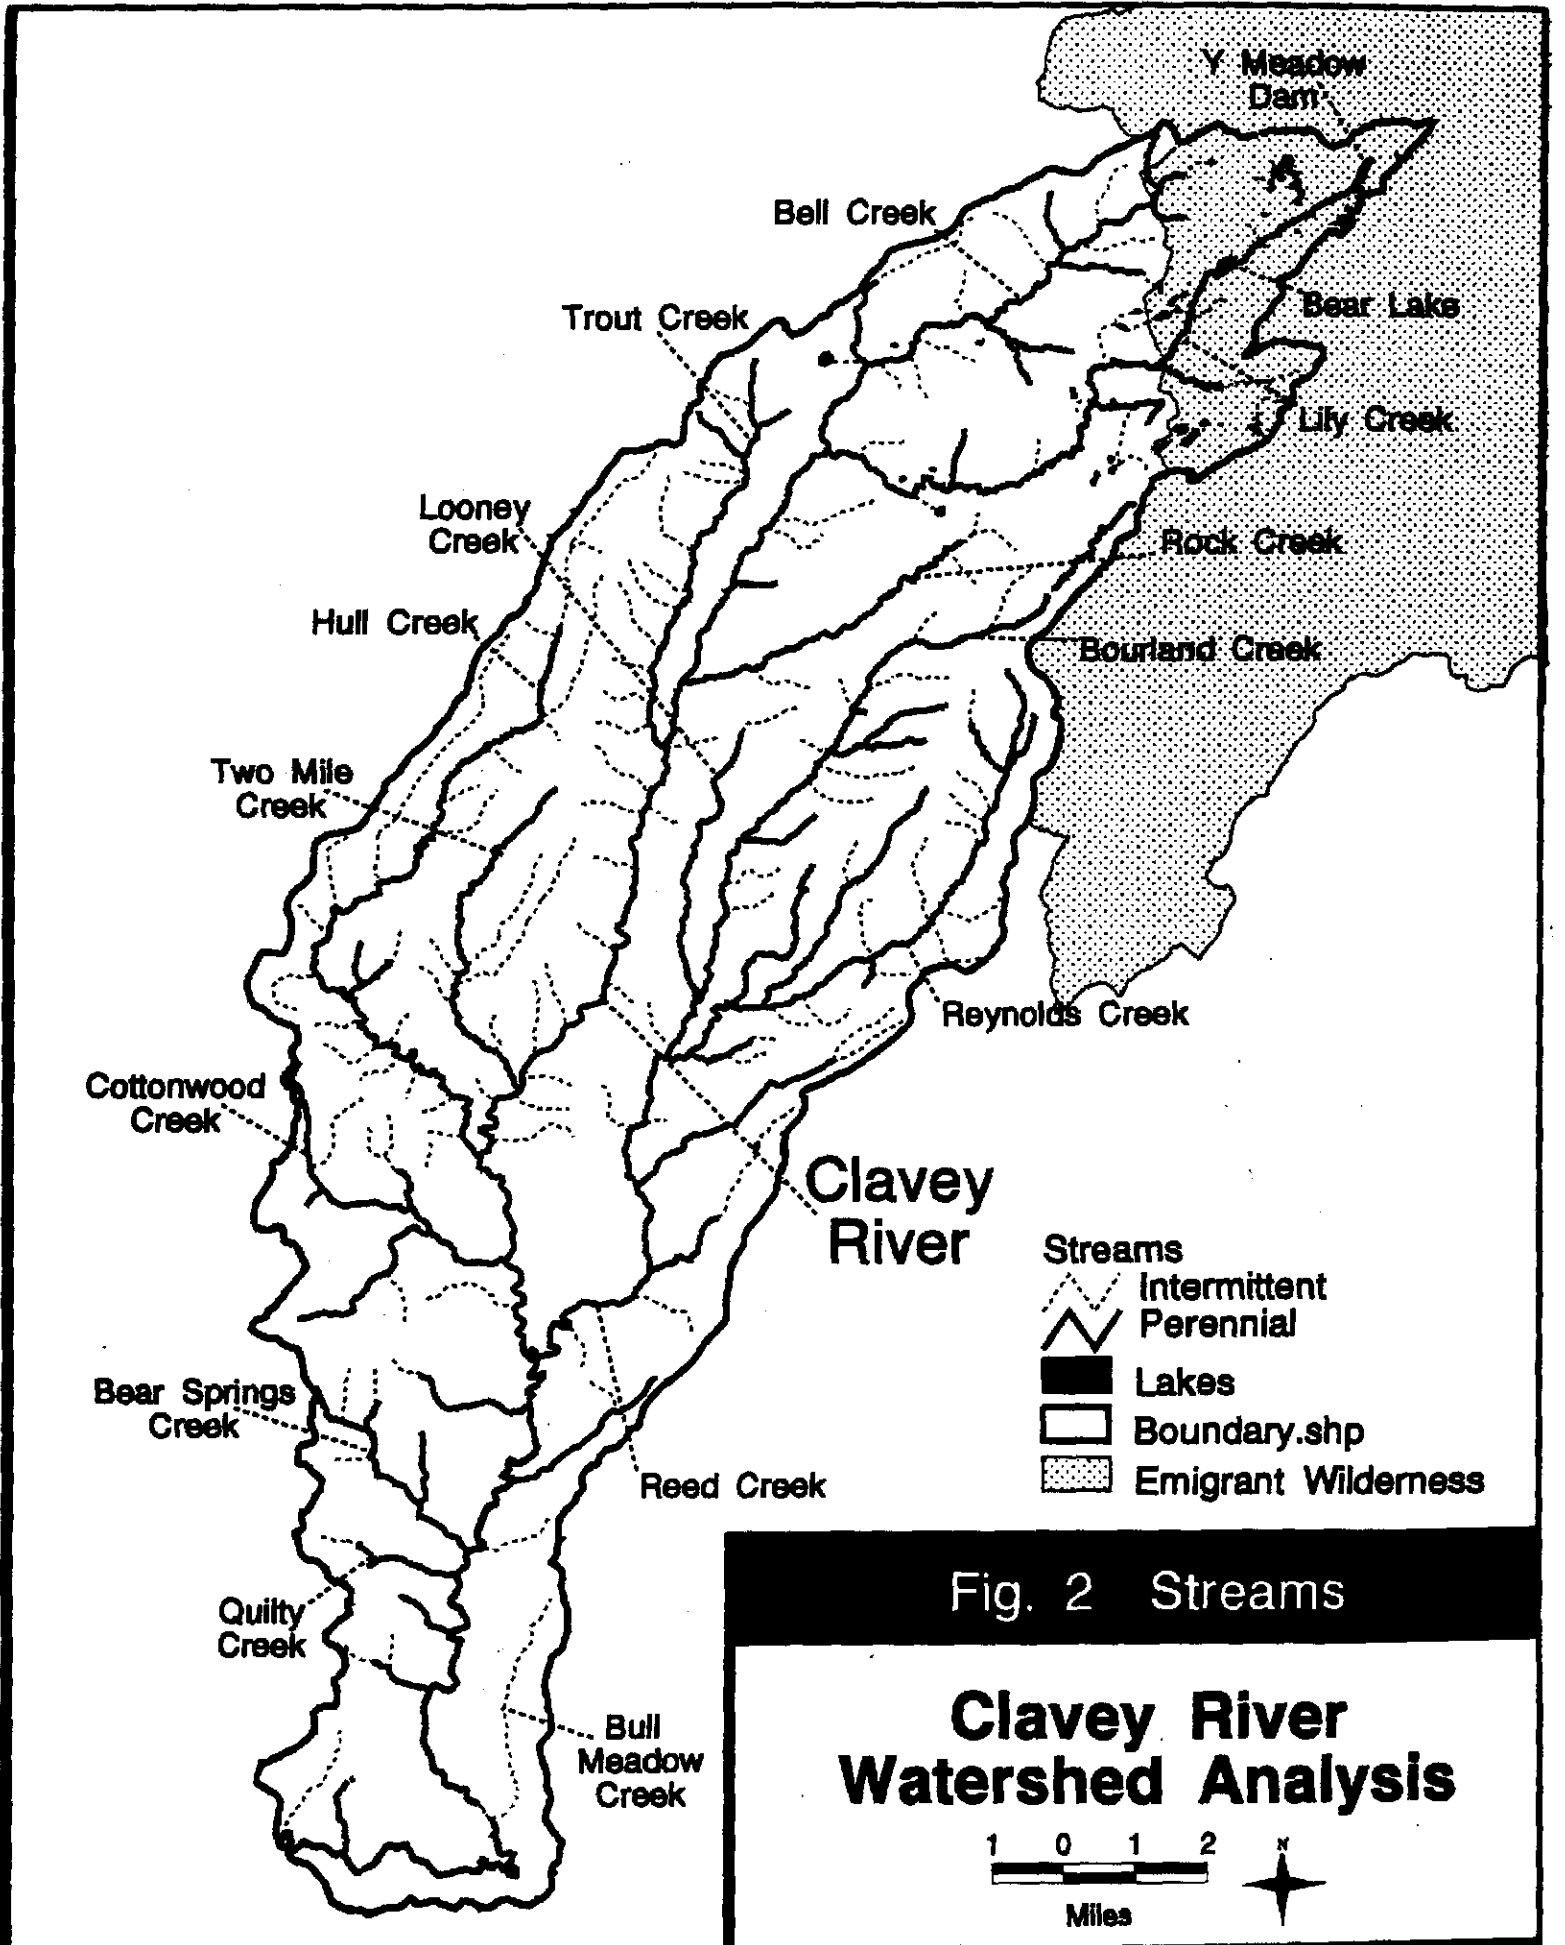 Y Meadow
Dam
Bell Creek
Bear Lake
Trout Creek
Lily Creek
Looney
Creek
Rock Creek
Hull Creek
Bourland Creek
Two Mile
Creek
Reynolds Creek
Cottonwood
Creek
Clavey
River
Streams
Intermittent
Perennial
Lakes
Boundary.shp
Emigrant Wilderness
Bear Springs
Creek
Reed Creek
Quilty
Creek
Bull
Meadow
Creek
Fig. 2 Streams
Clavey River
Watershed Analysis
1 0 1 2
N
Miles